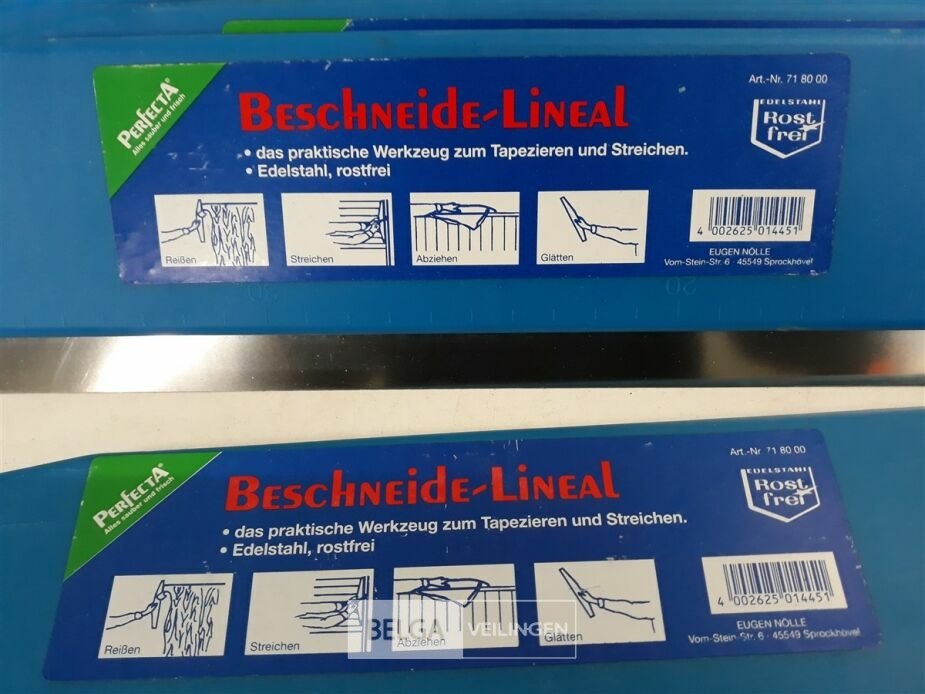 PERFECTA®
Alles sauber und frisch
BESCHNEIDE-LINEAL
Art.-Nr. 71 80 00
EDELSTAHL
Rost
frei
• das praktische Werkzeug zum Tapezieren und Streichen.
• Edelstahl, rostfrei
Reißen
Streichen
Abziehen
Glätten
4 002625 014451
EUGEN NÖLLE
Vom-Stein-Str. 6 · 45549 Sprockhövel
30
20
PERFECTA®
Alles sauber und frisch
BESCHNEIDE-LINEAL
Art.-Nr 71 80 00
EDELSTAHL
Rost
frei
• das praktische Werkzeug zum Tapezieren und Streichen.
• Edelstahl, rostfrei
Reißen
Streichen
Abziehen
Glätten
4 002625 014451
EUGEN NÖLLE
Vom-Stein-Str. 6 · 45549 Sprockhövel
BELGA VEILINGEN